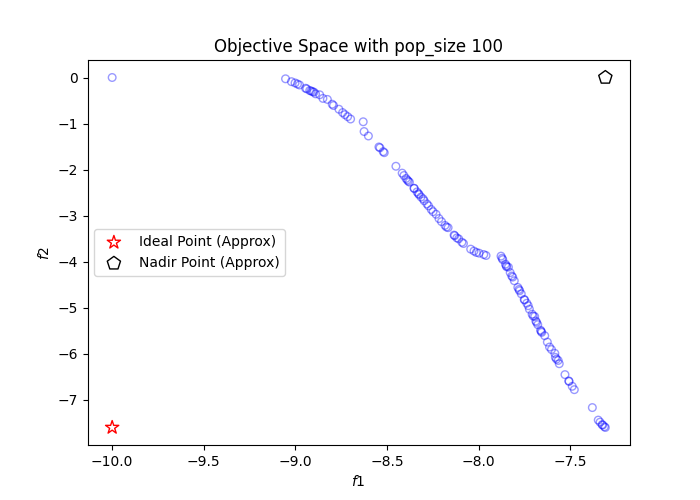 Objective Space with pop_size 100
0
−1
−2
−3
−4
−5
−6
−7
f2
Ideal Point (Approx)
Nadir Point (Approx)
−10.0
−9.5
−9.0
−8.5
−8.0
−7.5
f1